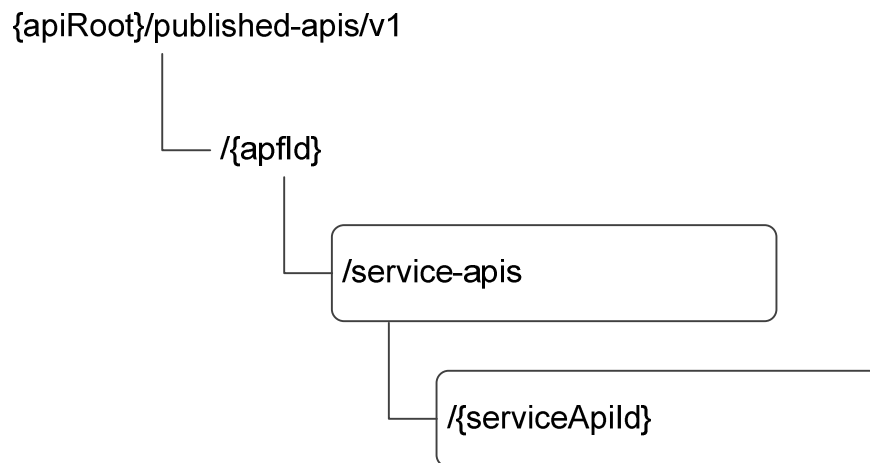 {apiRoot}/published-apis/v1
/{apfId}
/service-apis
/{serviceApiId}